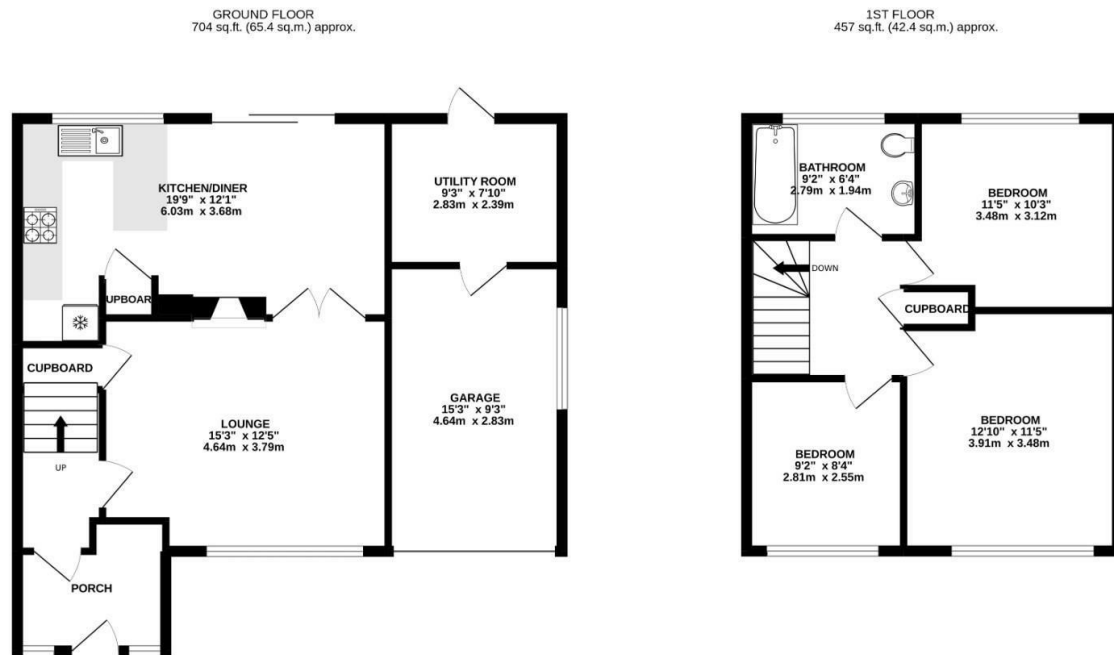 GROUND FLOOR
704 sq.ft. (65.4 sq.m.) approx.
KITCHEN/DINER
19'9" x 12'1"
6.03m x 3.68m
UTILITY ROOM
9'3" x 7'10"
2.83m x 2.39m
UPBOAR
CUPBOARD
LOUNGE
15'3" x 12'5"
4.64m x 3.79m
GARAGE
15'3" x 9'3"
4.64m x 2.83m
UP
PORCH
1ST FLOOR
457 sq.ft. (42.4 sq.m.) approx.
BATHROOM
9'2" x 6'4"
2.79m x 1.94m
BEDROOM
11'5" x 10'3"
3.48m x 3.12m
DOWN
CUPBOARD
BEDROOM
12'10" x 11'5"
3.91m x 3.48m
BEDROOM
9'2" x 8'4"
2.81m x 2.55m